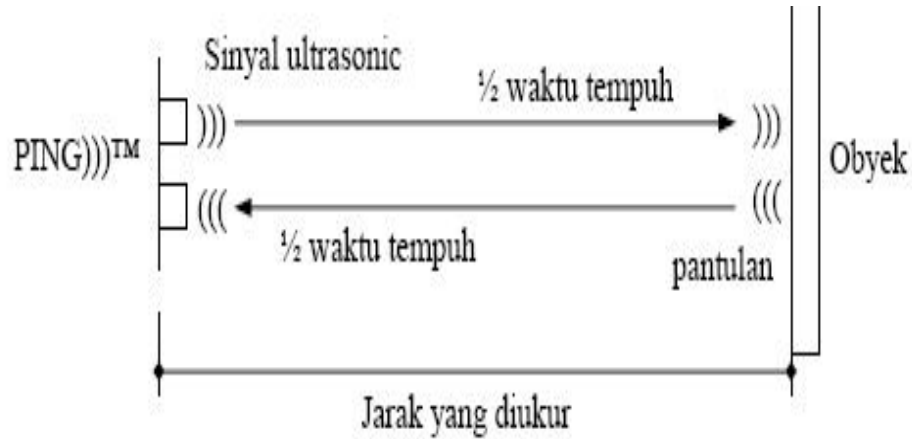 Sinyal ultrasonic
½ waktu tempuh
))) )))
PING)))™ Obyek
((( (((
½ waktu tempuh
pantulan
Jarak yang diukur